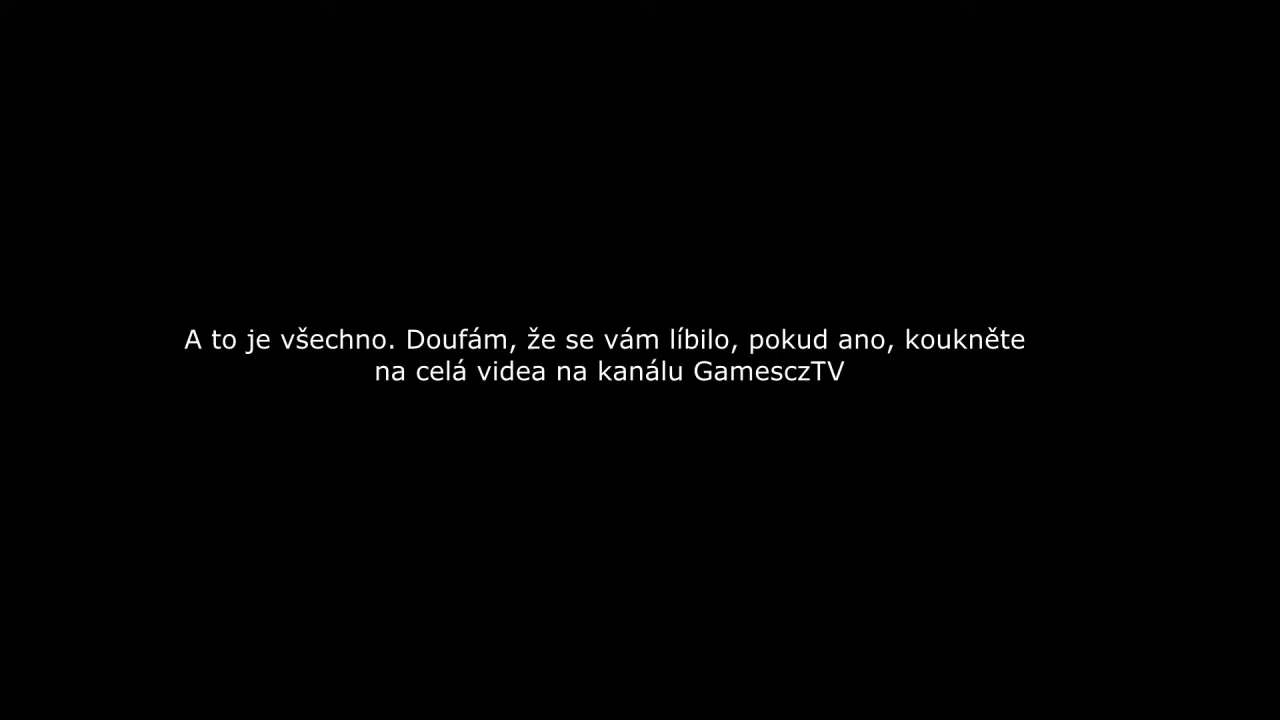 A to je všechno. Doufám, že se vám líbilo, pokud ano, koukněte
na celá videa na kanálu GamesczTV